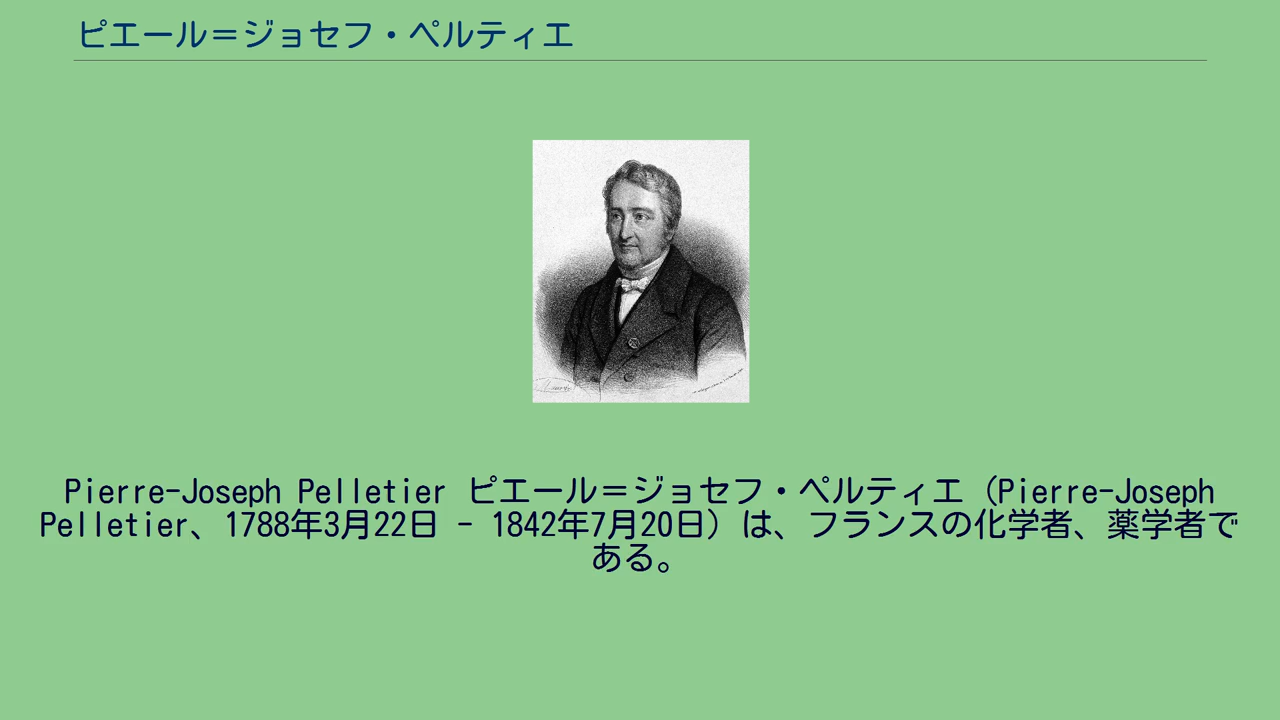 ピエール＝ジョセフ・ペルティエ
Pierre-Joseph Pelletier ピエール＝ジョセフ・ペルティエ（Pierre-Joseph
Pelletier、1788年3月22日 - 1842年7月20日）は、フランスの化学者、薬学者で
ある。